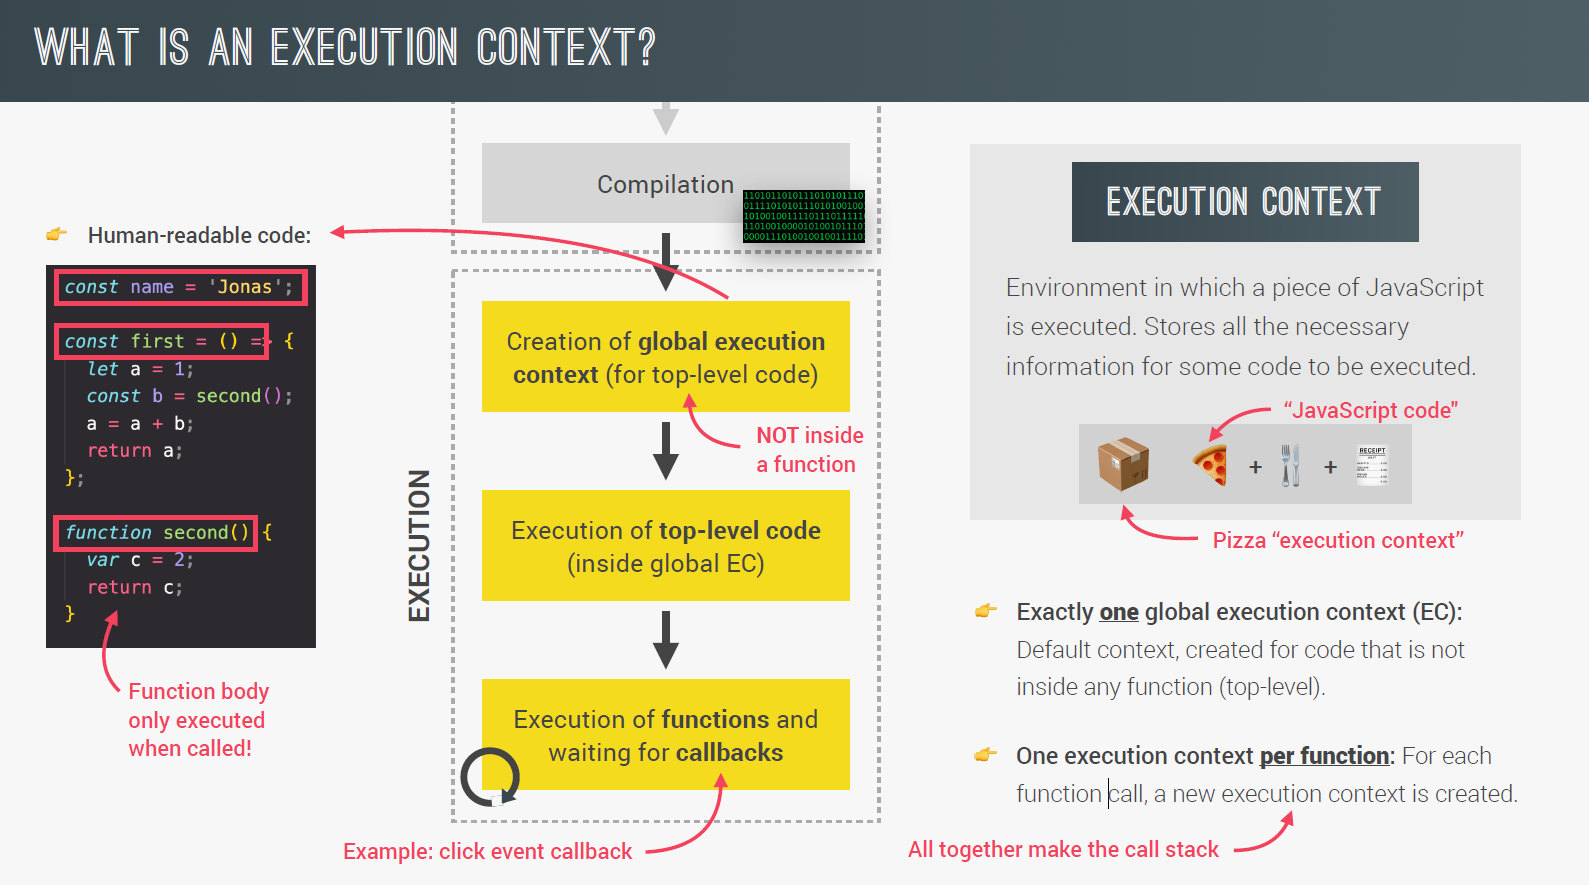 WHAT IS AN EXECUTION CONTEXT?
Compilation
11010110101110101011101
01111010101110101001001
10100100111101110111101
👉 Human-readable code:
const name = 'Jonas';
const first = () => {
let a = 1;
const b = second();
a = a + b;
return a;
};
function second() {
var c = 2;
return c;
}
Function body
only executed
when called!
EXECUTION
Creation of global execution
context (for top-level code)
NOT inside
a function
Execution of top-level code
(inside global EC)
Execution of functions and
waiting for callbacks
Example: click event callback
EXECUTION CONTEXT
Environment in which a piece of JavaScript
is executed. Stores all the necessary
information for some code to be executed.
“JavaScript code”
+ +
RECEIPT
Pizza “execution context”
👉 Exactly one global execution context (EC):
Default context, created for code that is not
inside any function (top-level).
👉 One execution context per function: For each
function call, a new execution context is created.
All together make the call stack